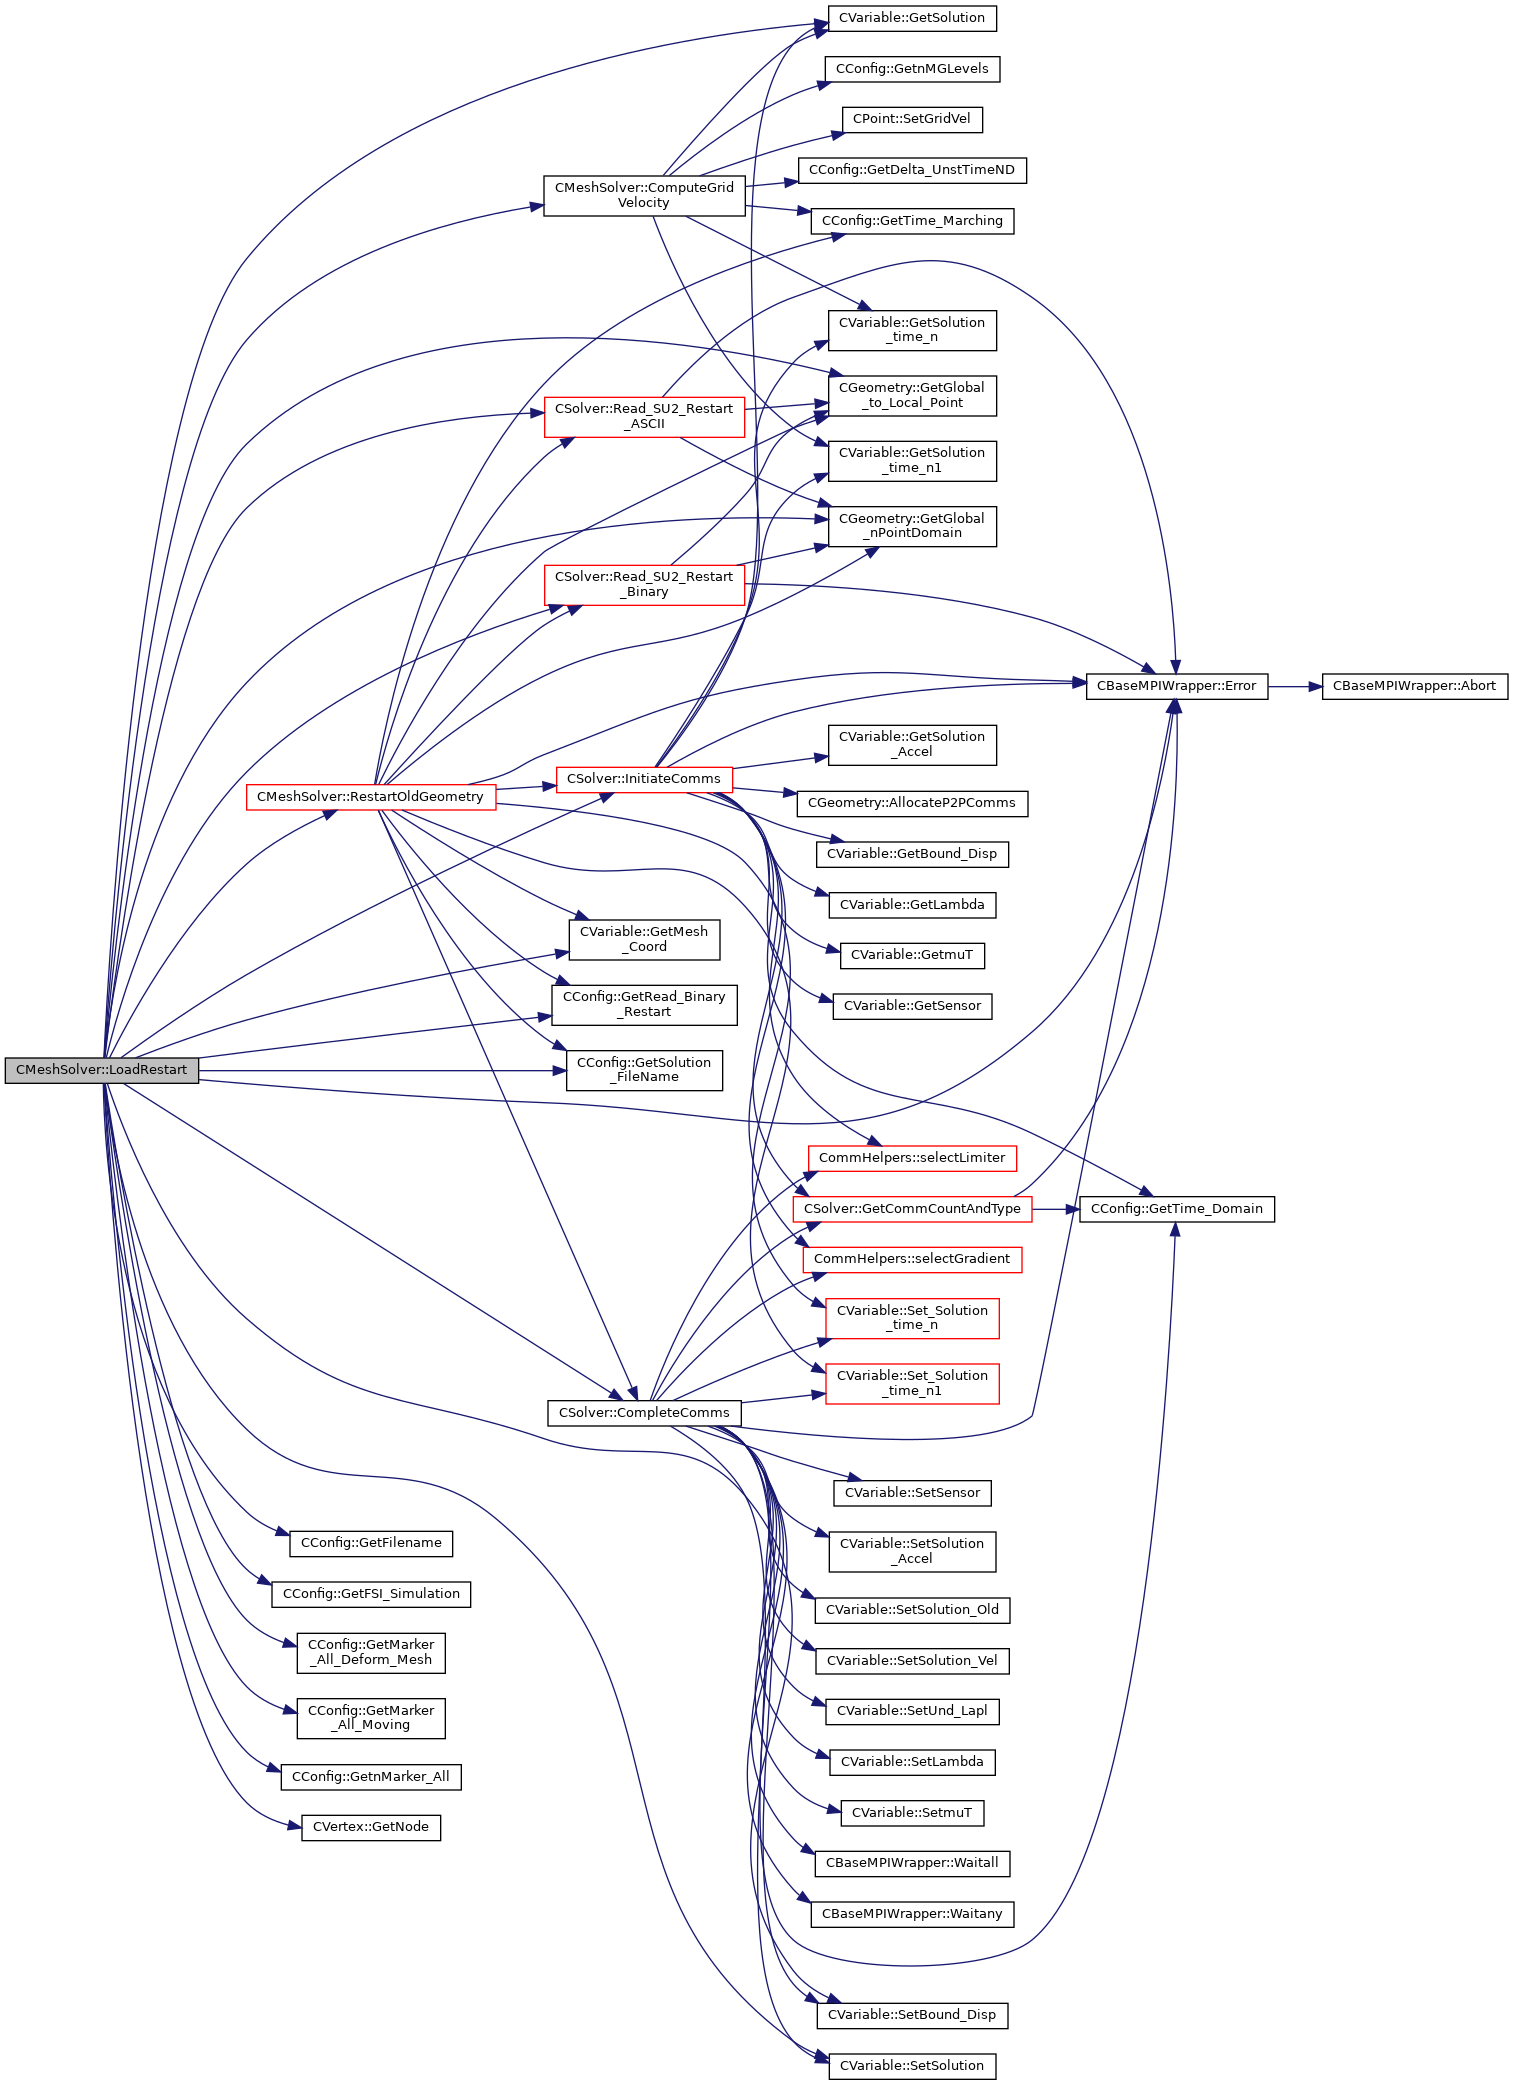 CVariable::GetSolution
CConfig::GetnMGLevels
CPoint::SetGridVel
CConfig::GetDelta_UnstTimeND
CMeshSolver::ComputeGrid
Velocity
CConfig::GetTime_Marching
CVariable::GetSolution
_time_n
CGeometry::GetGlobal
_to_Local_Point
CSolver::Read_SU2_Restart
_ASCII
CVariable::GetSolution
_time_n1
CGeometry::GetGlobal
_nPointDomain
CSolver::Read_SU2_Restart
_Binary
CBaseMPIWrapper::Error
CBaseMPIWrapper::Abort
CVariable::GetSolution
_Accel
CSolver::InitiateComms
CMeshSolver::RestartOldGeometry
CGeometry::AllocateP2PComms
CVariable::GetBound_Disp
CVariable::GetLambda
CVariable::GetMesh
_Coord
CVariable::GetmuT
CConfig::GetRead_Binary
_Restart
CVariable::GetSensor
CMeshSolver::LoadRestart
CConfig::GetSolution
_FileName
CommHelpers::selectLimiter
CSolver::GetCommCountAndType
CConfig::GetTime_Domain
CommHelpers::selectGradient
CVariable::Set_Solution
_time_n
CVariable::Set_Solution
_time_n1
CSolver::CompleteComms
CVariable::SetSensor
CConfig::GetFilename
CVariable::SetSolution
_Accel
CConfig::GetFSI_Simulation
CVariable::SetSolution_Old
CConfig::GetMarker
_All_Deform_Mesh
CVariable::SetSolution_Vel
CConfig::GetMarker
_All_Moving
CVariable::SetUnd_Lapl
CVariable::SetLambda
CConfig::GetnMarker_All
CVariable::SetmuT
CVertex::GetNode
CBaseMPIWrapper::Waitall
CBaseMPIWrapper::Waitany
CVariable::SetBound_Disp
CVariable::SetSolution